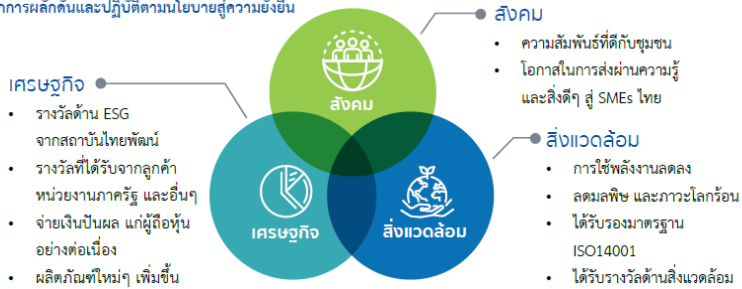 การผลักดันและปฏิบัติตามนโยบายสู่ความยั่งยืน
สังคม
• ความสัมพันธ์ที่ดีกับชุมชน
• โอกาสในการส่งผ่านความรู้
และสิ่งดีๆ สู่ SMEs ไทย
เศรษฐกิจ
• รางวัลด้าน ESG
จากสถาบันไทยพัฒน์
• รางวัลที่ได้รับจากลูกค้า
หน่วยงานภาครัฐ และอื่นๆ
• จ่ายเงินปันผล แก่ผู้ถือหุ้น
อย่างต่อเนื่อง
• ผลิตภัณฑ์ใหม่ๆ เพิ่มขึ้น
สังคม
เศรษฐกิจ
สิ่งแวดล้อม
สิ่งแวดล้อม
• การใช้พลังงานลดลง
• ลดมลพิษ และภาวะโลกร้อน
• ได้รับรองมาตรฐาน
ISO14001
• ได้รับรางวัลด้านสิ่งแวดล้อม